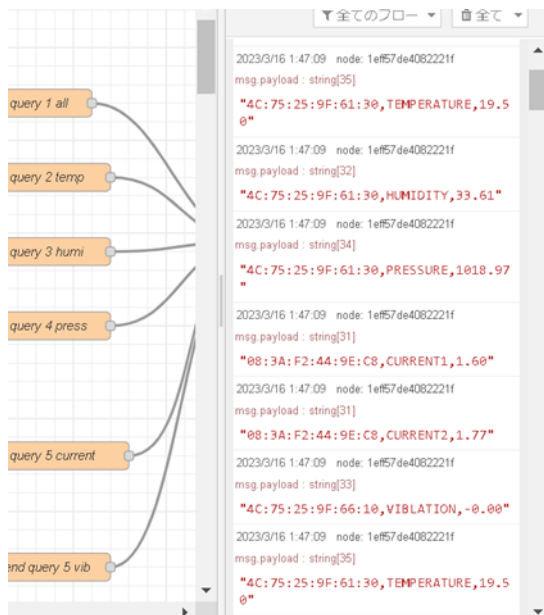 全てのフロー
全て
query 1 all
query 2 temp
query 3 humi
query 4 press
query 5 current
end query 5 vib
2023/3/16 1:47:09 node: 1eff57de4082221f
msg.payload : string[35]
"4C:75:25:9F:61:30,TEMPERATURE,19.5
0"
2023/3/16 1:47:09 node: 1eff57de4082221f
msg.payload : string[32]
"4C:75:25:9F:61:30,HUMIDITY,33.61"
2023/3/16 1:47:09 node: 1eff57de4082221f
msg.payload : string[34]
"4C:75:25:9F:61:30,PRESSURE,1018.97
"
2023/3/16 1:47:09 node: 1eff57de4082221f
msg.payload : string[31]
"08:3A:F2:44:9E:C8,CURRENT1,1.60"
2023/3/16 1:47:09 node: 1eff57de4082221f
msg.payload : string[31]
"08:3A:F2:44:9E:C8,CURRENT2,1.77"
2023/3/16 1:47:09 node: 1eff57de4082221f
msg.payload : string[33]
"4C:75:25:9F:66:10,VIBLATION,-0.00"
2023/3/16 1:47:09 node: 1eff57de4082221f
msg.payload : string[35]
"4C:75:25:9F:61:30,TEMPERATURE,19.5
0"